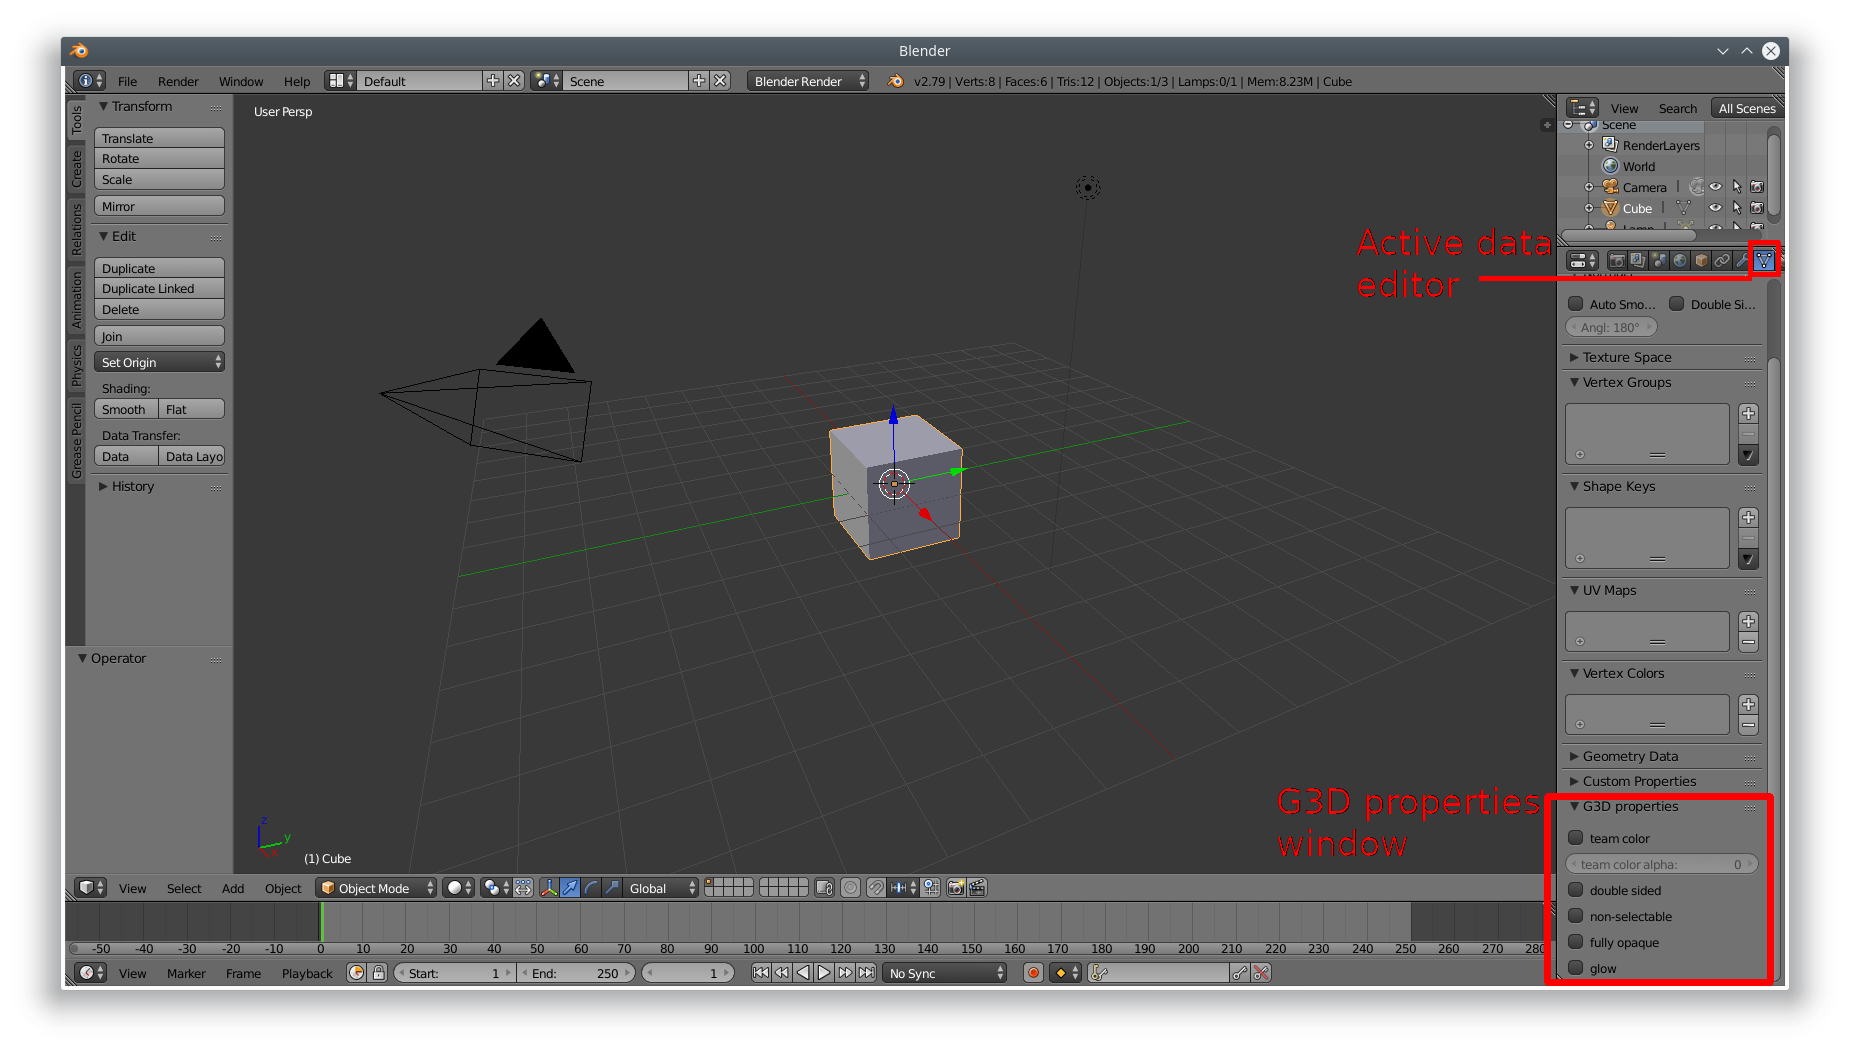 Blender
File Render Window Help Default Scene Blender Render v2.79 | Verts:8 | Faces:6 | Tris:12 | Objects:1/3 | Lamps:0/1 | Mem:8.23M | Cube
Tools
Create
Relations
Animation
Physics
Grease Pencil
Transform
Translate
Rotate
Scale
Mirror
Edit
Duplicate
Duplicate Linked
Delete
Join
Set Origin
Shading:
Smooth Flat
Data Transfer:
Data Data Layo
History
Operator
User Persp
z
y
(1) Cube
Active data
editor
G3D properties
window
View Search All Scenes
Scene
RenderLayers
World
Camera
Cube
Lamp
Auto Smo... Double Si...
Angl: 180°
Texture Space
Vertex Groups
Shape Keys
UV Maps
Vertex Colors
Geometry Data
Custom Properties
G3D properties
team color
team color alpha: 0
double sided
non-selectable
fully opaque
glow
View Select Add Object Object Mode Global
-50 -40 -30 -20 -10 0 10 20 30 40 50 60 70 80 90 100 110 120 130 140 150 160 170 180 190 200 210 220 230 240 250 260 270 280
View Marker Frame Playback Start: 1 End: 250 1 No Sync